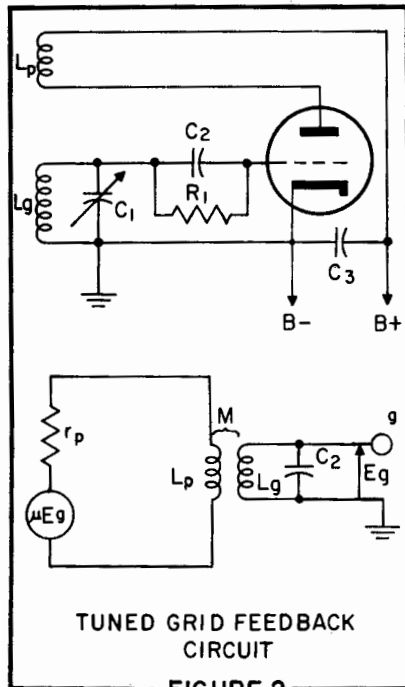 Lp
C2
Lg
C1
R1
C3
B- B+
rp
M
g
Lp
Lg
C2
Eg
μEg
TUNED GRID FEEDBACK
CIRCUIT